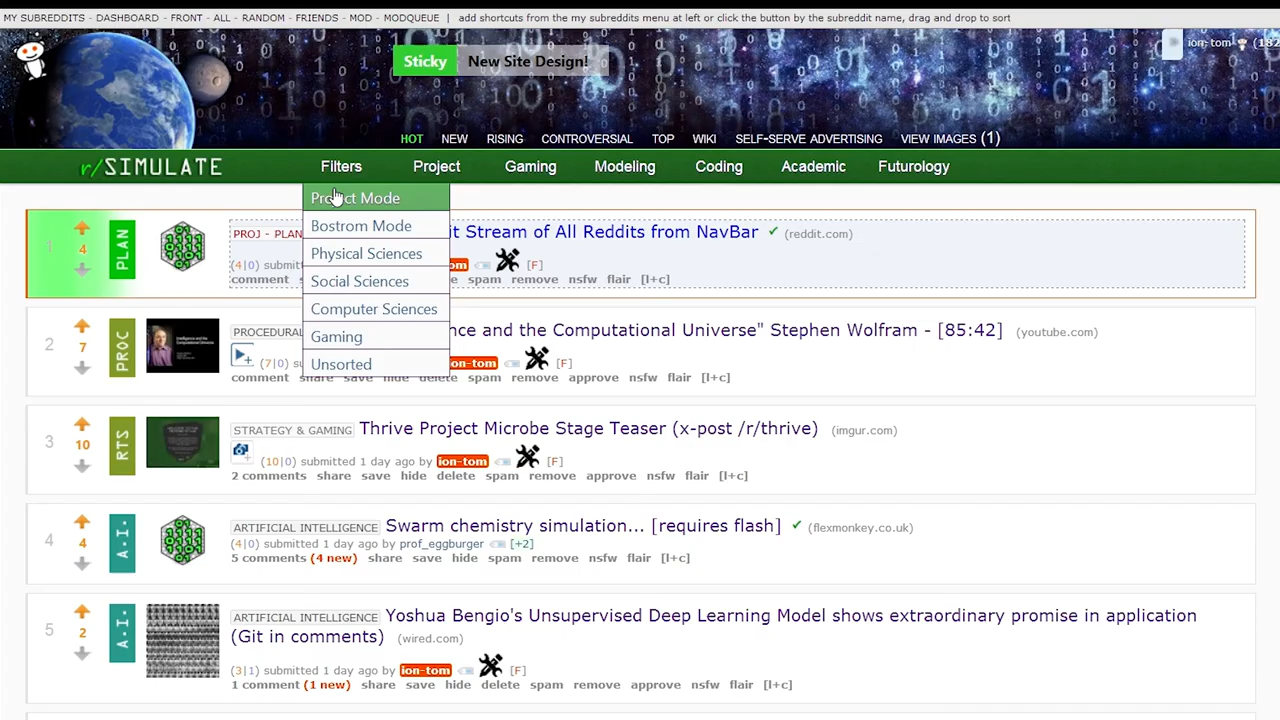 MY SUBREDDITS - DASHBOARD - FRONT - ALL - RANDOM - FRIENDS - MOD - MODQUEUE | add shortcuts from the my subreddits menu at left or click the button by the subreddit name, drag and drop to sort
ion-tom
Sticky New Site Design!
HOT NEW RISING CONTROVERSIAL TOP WIKI SELF-SERVE ADVERTISING VIEW IMAGES (1)
r/SIMULATE Filters Project Gaming Modeling Coding Academic Futurology
Project Mode
Bostrom Mode
Physical Sciences
Social Sciences
Computer Sciences
Gaming
Unsorted
1 4 PLAN PROJ - PLAN it Stream of All Reddits from NavBar ✔ (reddit.com)
(4|0) submitt om [F]
comment spam remove flair [l+c]
2 7 PROC PROCEDURAL nce and the Computational Universe" Stephen Wolfram - [85:42] (youtube.com)
(7|0) su ion-tom [F]
comment share save hide delete spam remove approve nsfw flair [l+c]
3 10 RTS STRATEGY & GAMING Thrive Project Microbe Stage Teaser (x-post /r/thrive) (imgur.com)
(10|0) submitted 1 day ago by ion-tom [F]
2 comments share save hide delete spam remove approve nsfw flair [l+c]
4 4 A.I. ARTIFICIAL INTELLIGENCE Swarm chemistry simulation... [requires flash] ✔ (flexmonkey.co.uk)
(4|0) submitted 1 day ago by prof_eggburger [+2]
5 comments (4 new) share save hide spam remove nsfw flair [l+c]
5 2 A.I. ARTIFICIAL INTELLIGENCE Yoshua Bengio's Unsupervised Deep Learning Model shows extraordinary promise in application
(Git in comments) (wired.com)
(3|1) submitted 1 day ago by ion-tom [F]
1 comment (1 new) share save hide delete spam remove approve nsfw flair [l+c]